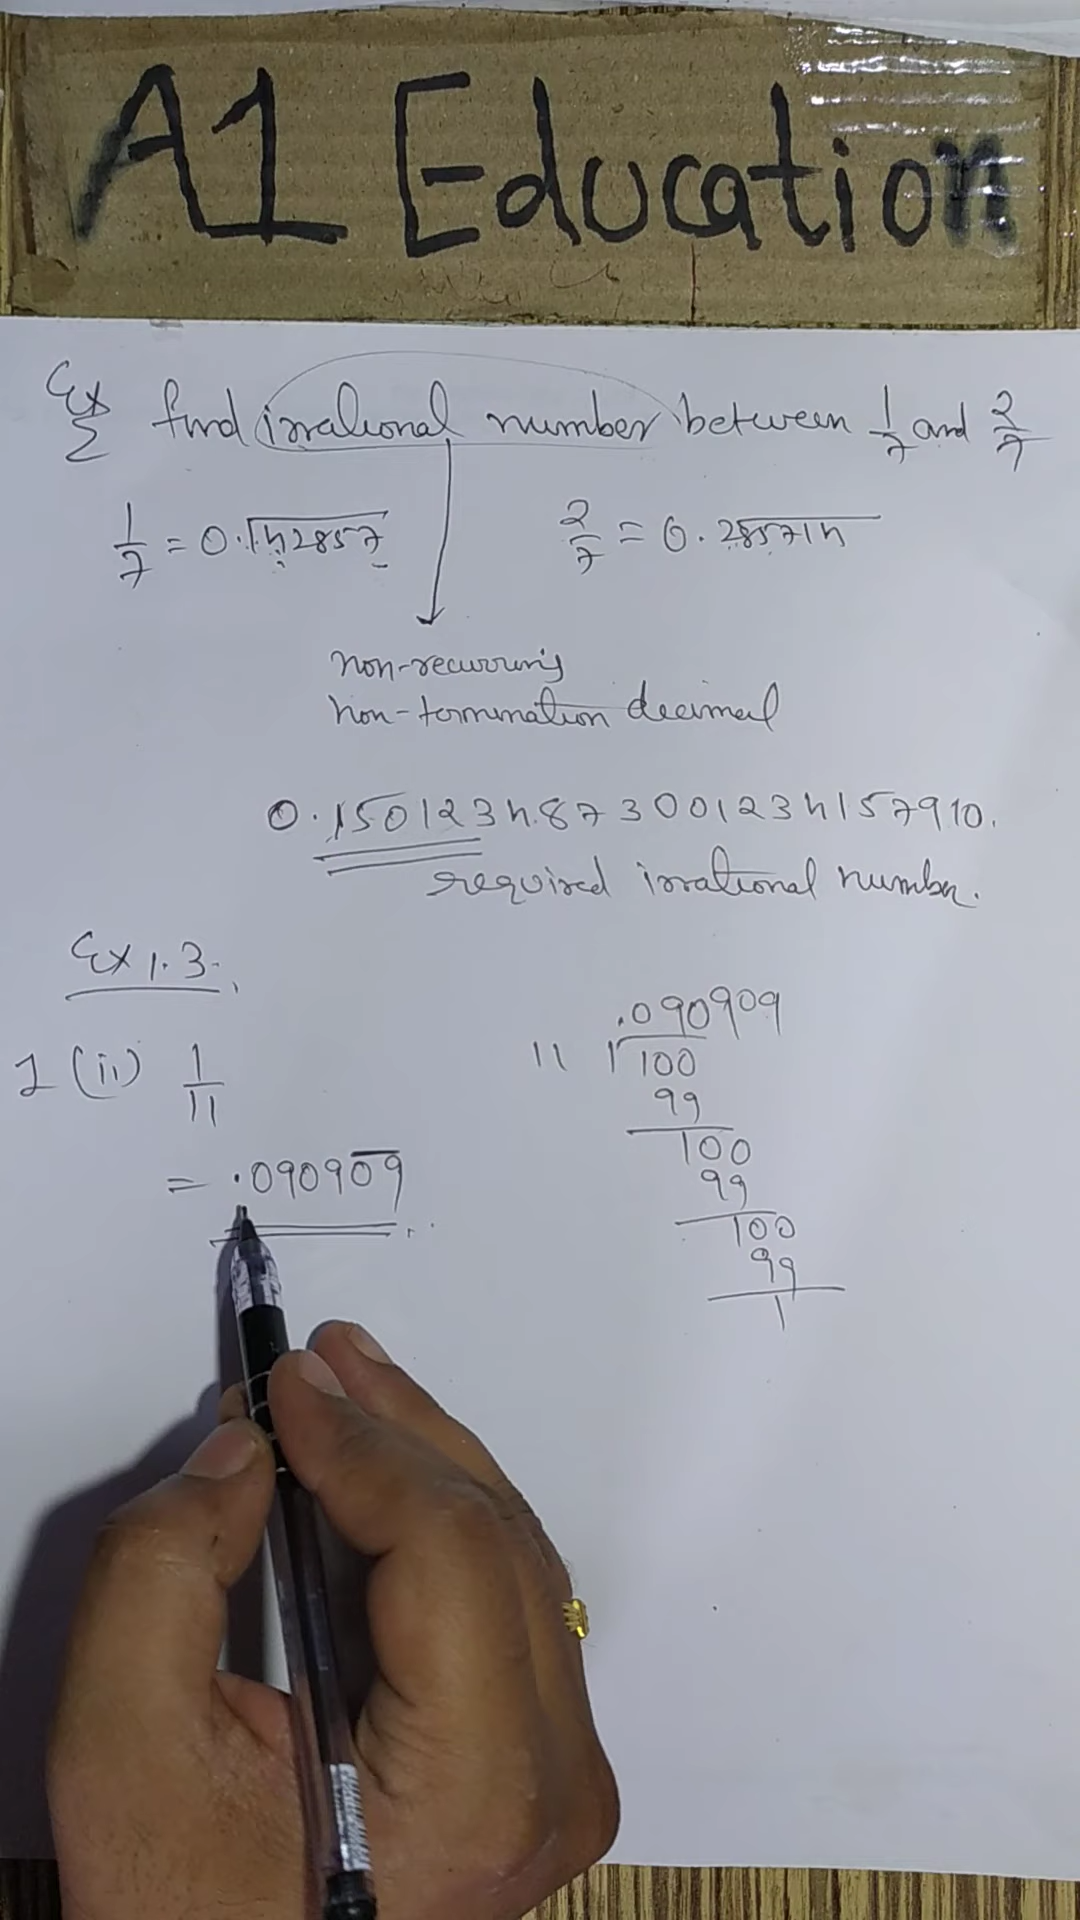 A1 Education
Ex find irrational number between 1/7 and 2/7
1/7 = 0.142857
2/7 = 0.285714
non-recurring
non-termination decimal
0.1501234873001234157910.
required irrational number.
Ex 1.3.
1 (ii) 1/11
= .090909
.090909
11 100
99
100
99
100
99
1